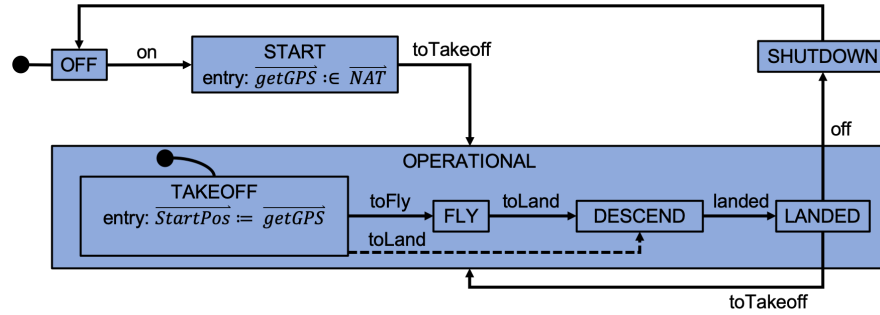 START
toTakeoff
OFF
on
entry: getGPS :∈ NAT
SHUTDOWN
off
OPERATIONAL
TAKEOFF
entry: StartPos := getGPS
toFly
FLY
toLand
DESCEND
landed
LANDED
toLand
toTakeoff